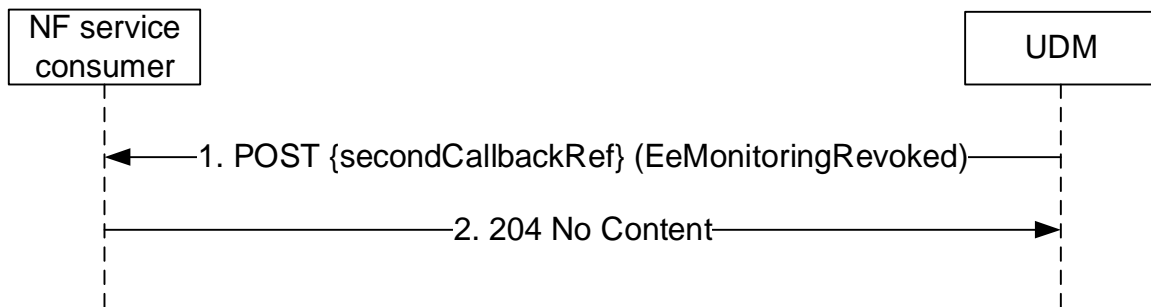 NF service
consumer
UDM
1. POST {secondCallbackRef} (EeMonitoringRevoked)
2. 204 No Content